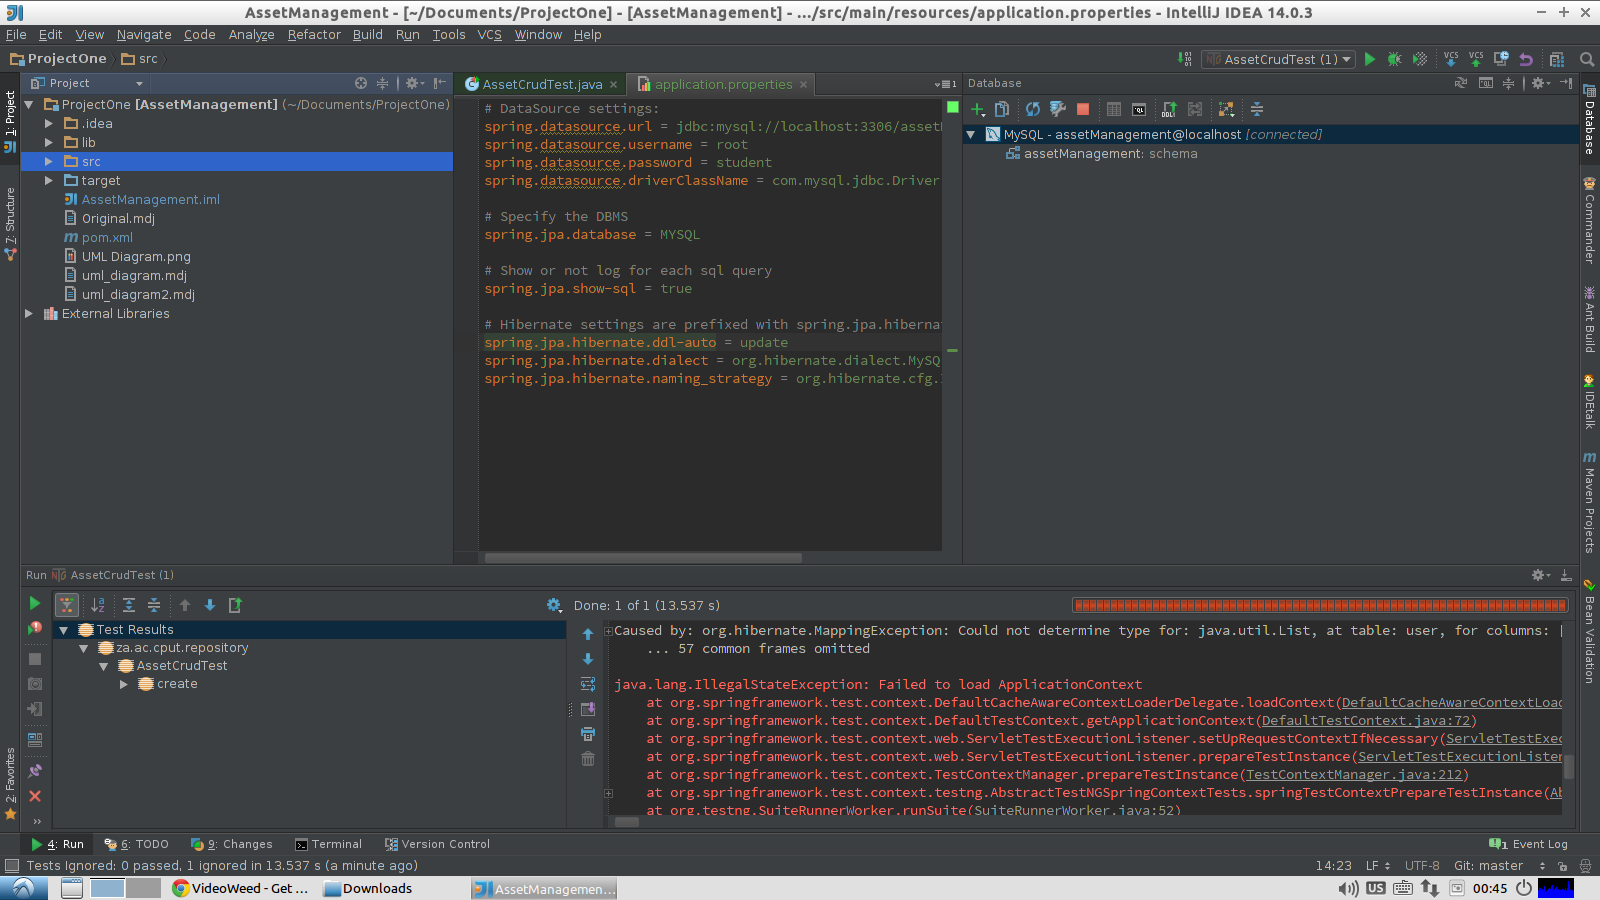 AssetManagement - [~/Documents/ProjectOne] - [AssetManagement] - .../src/main/resources/application.properties - IntelliJ IDEA 14.0.3
File Edit View Navigate Code Analyze Refactor Build Run Tools VCS Window Help
ProjectOne src
AssetCrudTest (1)
VCS VCS
Project
AssetCrudTest.java
application.properties
Database
1: Project
7: Structure
2: Favorites
ProjectOne [AssetManagement] (~/Documents/ProjectOne)
.idea
lib
src
target
AssetManagement.iml
Original.mdj
pom.xml
UML Diagram.png
uml_diagram.mdj
uml_diagram2.mdj
External Libraries
# DataSource settings:
spring.datasource.url = jdbc:mysql://localhost:3306/asset
spring.datasource.username = root
spring.datasource.password = student
spring.datasource.driverClassName = com.mysql.jdbc.Driver
# Specify the DBMS
spring.jpa.database = MYSQL
# Show or not log for each sql query
spring.jpa.show-sql = true
# Hibernate settings are prefixed with spring.jpa.hiberna
spring.jpa.hibernate.ddl-auto = update
spring.jpa.hibernate.dialect = org.hibernate.dialect.MySQ
spring.jpa.hibernate.naming_strategy = org.hibernate.cfg.
MySQL - assetManagement@localhost [connected]
assetManagement: schema
Database
Commander
Ant Build
IDEtalk
Maven Projects
Bean Validation
Run AssetCrudTest (1)
Done: 1 of 1 (13.537 s)
Test Results
za.ac.cput.repository
AssetCrudTest
create
Caused by: org.hibernate.MappingException: Could not determine type for: java.util.List, at table: user, for columns: [
... 57 common frames omitted
java.lang.IllegalStateException: Failed to load ApplicationContext
at org.springframework.test.context.DefaultCacheAwareContextLoaderDelegate.loadContext(DefaultCacheAwareContextLoad
at org.springframework.test.context.DefaultTestContext.getApplicationContext(DefaultTestContext.java:72)
at org.springframework.test.context.web.ServletTestExecutionListener.setUpRequestContextIfNecessary(ServletTestExec
at org.springframework.test.context.web.ServletTestExecutionListener.prepareTestInstance(ServletTestExecutionListen
at org.springframework.test.context.TestContextManager.prepareTestInstance(TestContextManager.java:212)
at org.springframework.test.context.testng.AbstractTestNGSpringContextTests.springTestContextPrepareTestInstance(Ab
at org.testng.SuiteRunnerWorker.runSuite(SuiteRunnerWorker.java:52)
4: Run 6: TODO 9: Changes Terminal Version Control Event Log
Tests Ignored: 0 passed, 1 ignored in 13.537 s (a minute ago) 14:23 LF UTF-8 Git: master
VideoWeed - Get ... Downloads AssetManagemen... US 00:45